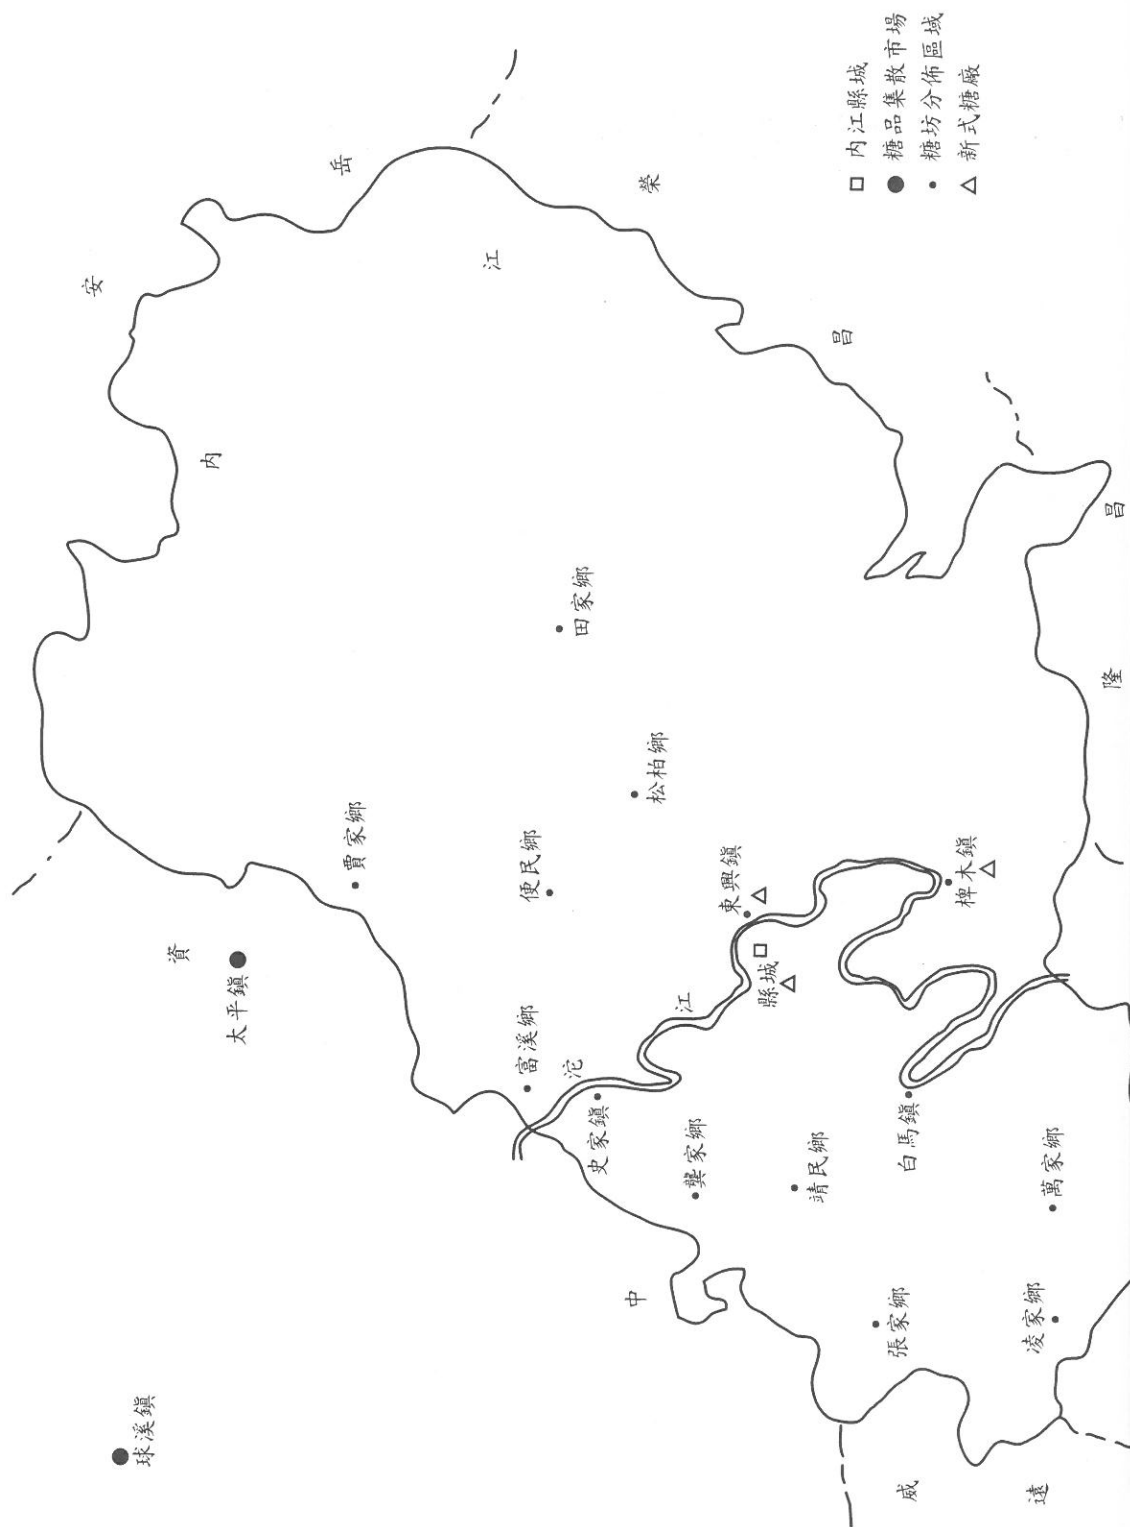 球溪鎮
太平鎮
資
中
安
岳
內
江
榮
昌
隆
昌
威
遠
賈家鄉
田家鄉
松柏鄉
便民鄉
富溪鄉
沱
江
史家鎮
東興鎮
縣城
椑木鎮
龔家鄉
靖民鄉
白馬鎮
張家鄉
萬家鄉
凌家鄉
內江縣城
糖品集散市場
糖坊分佈區域
新式糖廠